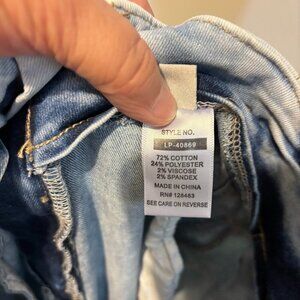 STYLE NO.
LP-40869
72% COTTON
24% POLYESTER
2% VISCOSE
2% SPANDEX
MADE IN CHINA
RN# 128463
SEE CARE ON REVERSE